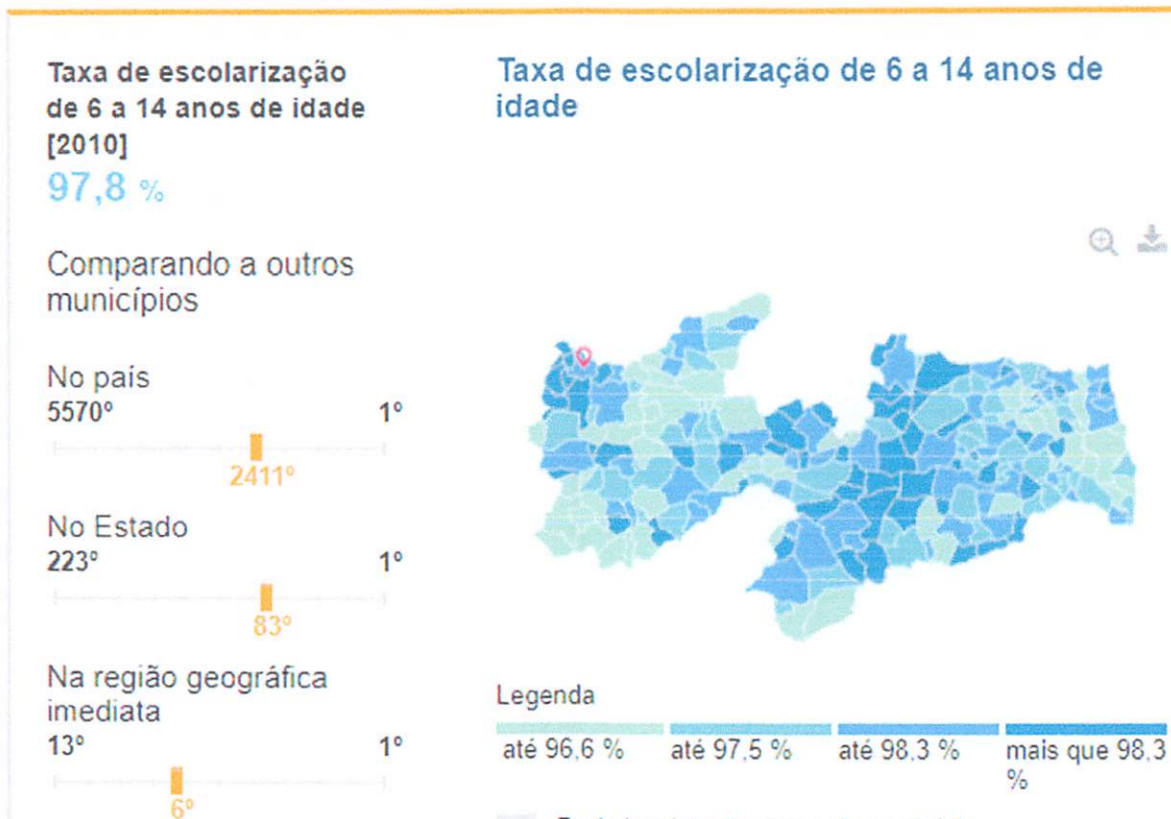 Taxa de escolarização
de 6 a 14 anos de idade
[2010]
97,8 %
Comparando a outros
municípios
No país
5570º 1º
2411º
No Estado
223º 1º
83º
Na região geográfica
imediata
13º 1º
6º
Taxa de escolarização de 6 a 14 anos de
idade
Legenda
até 96,6 %
até 97,5 %
até 98,3 %
mais que 98,3
%